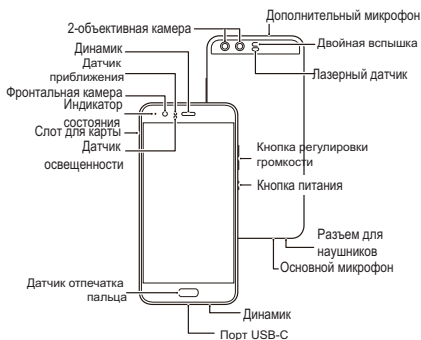 2-объективная камера
Динамик
Датчик
приближения
Фронтальная камера
Индикатор
состояния
Слот для карты
Датчик
освещенности
Датчик отпечатка
пальца
Дополнительный микрофон
Двойная вспышка
Лазерный датчик
Кнопка регулировки
громкости
Кнопка питания
Разъем для
наушников
Основной микрофон
Динамик
Порт USB-C